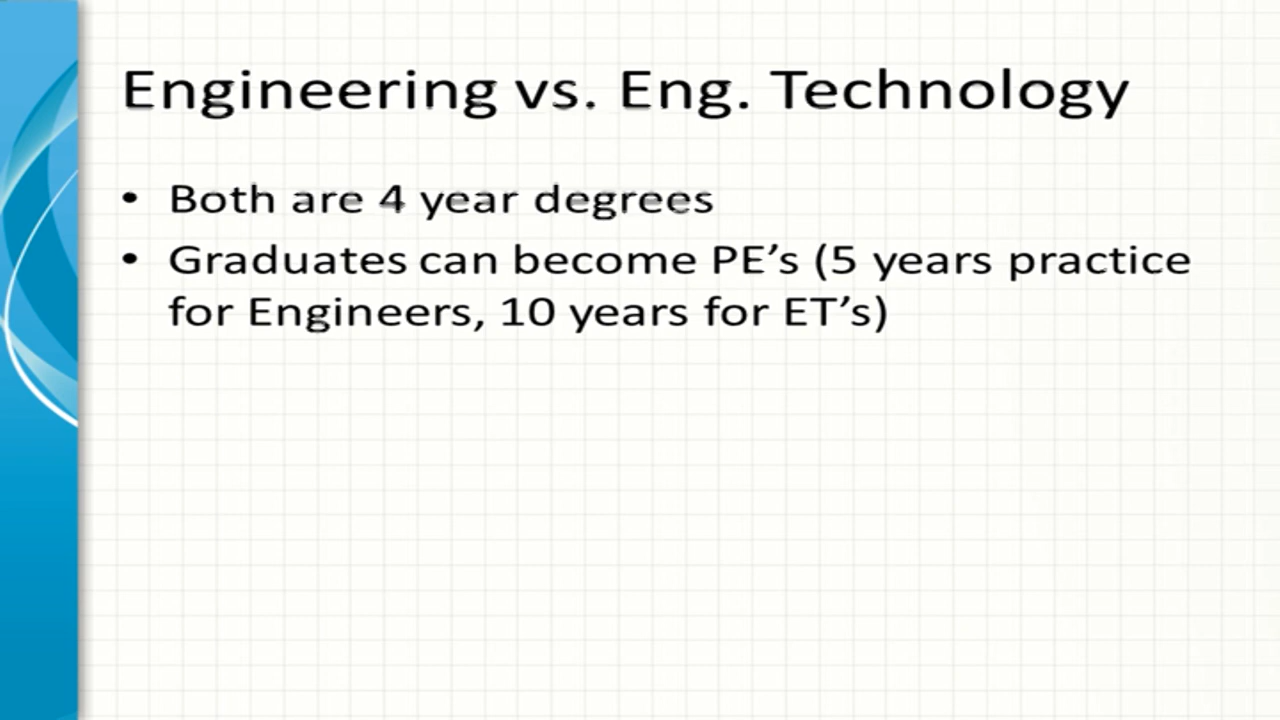 Engineering vs. Eng. Technology
• Both are 4 year degrees
• Graduates can become PE’s (5 years practice
for Engineers, 10 years for ET’s)